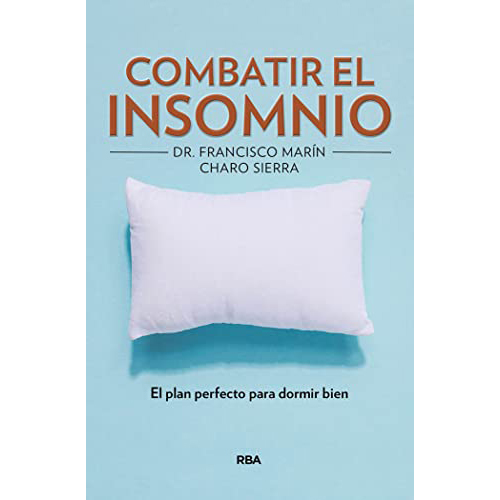 COMBATIR EL
INSOMNIO
DR. FRANCISCO MARÍN
CHARO SIERRA
El plan perfecto para dormir bien
RBA